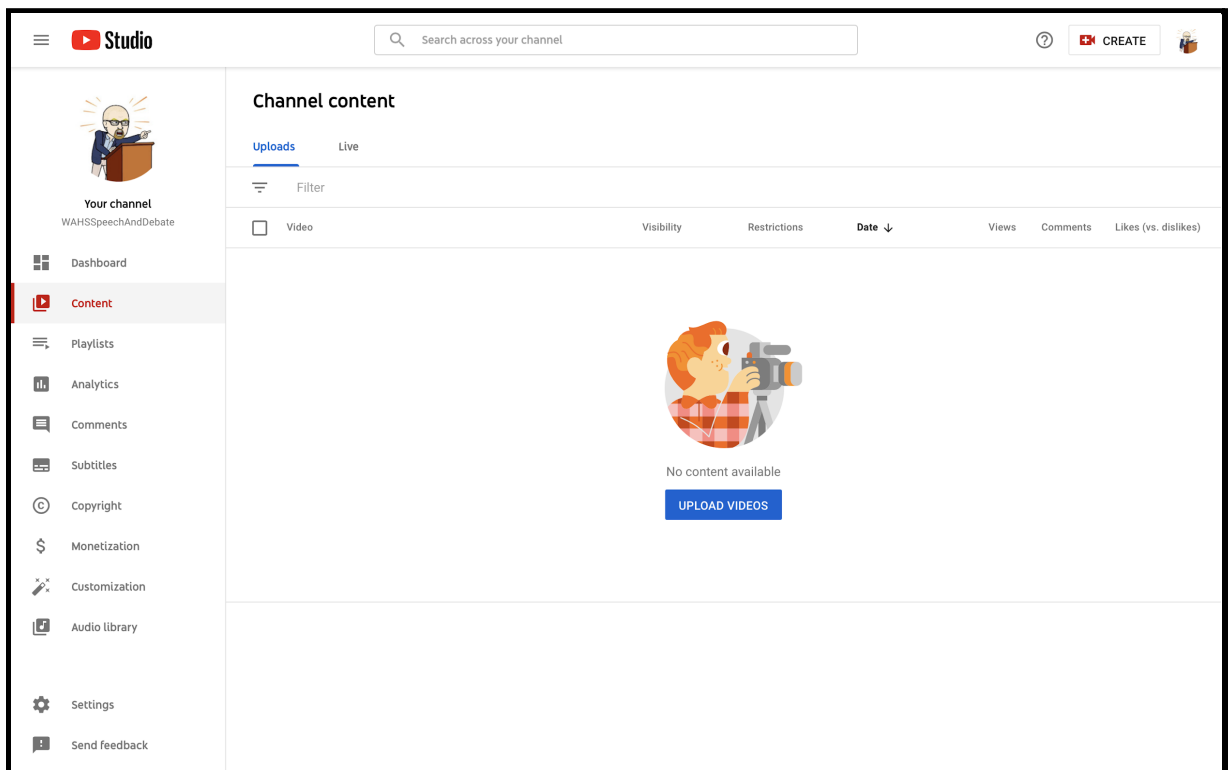 Studio
Search across your channel
CREATE
Your channel
WAHSSpeechAndDebate
Dashboard
Content
Playlists
Analytics
Comments
Subtitles
Copyright
Monetization
Customization
Audio library
Settings
Send feedback
Channel content
Uploads Live
Filter
Video Visibility Restrictions Date Views Comments Likes (vs. dislikes)
No content available
UPLOAD VIDEOS